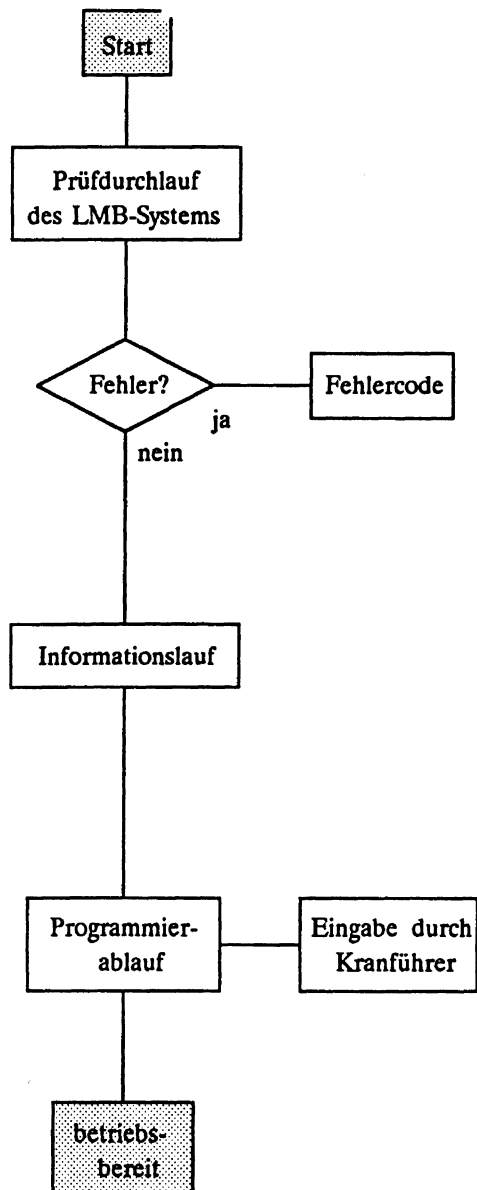 Start
Prüfdurchlauf
des LMB-Systems
Fehler?
Fehlercode
ja
nein
Informationslauf
Programmier-
ablauf
Eingabe durch
Kranführer
betriebs-
bereit